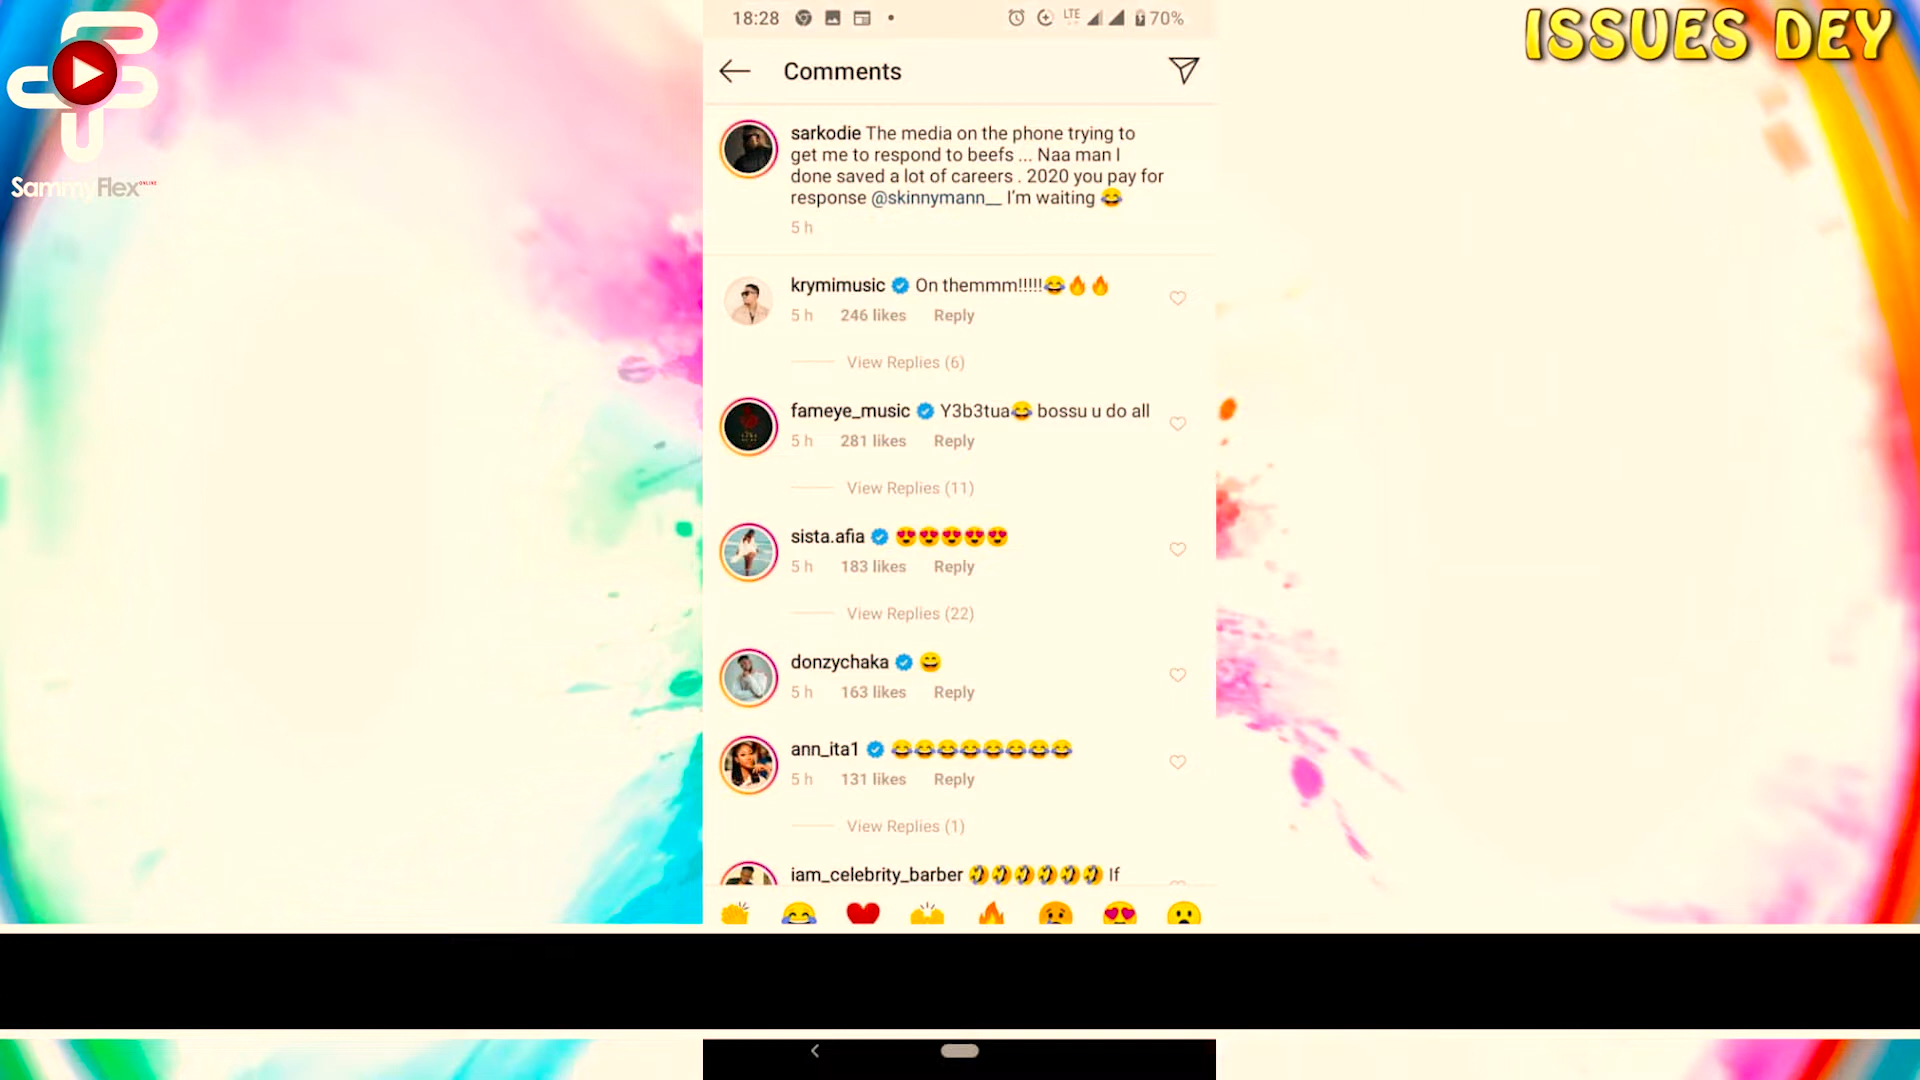 SammyFlex ONLINE
ISSUES DEY
18:28
LTE
70%
Comments
sarkodie The media on the phone trying to
get me to respond to beefs ... Naa man I
done saved a lot of careers . 2020 you pay for
response @skinnymann__ I'm waiting 😂
5 h
krymimusic On themmm!!!!!😂🔥🔥
5 h 246 likes Reply
View Replies (6)
fameye_music Y3b3tua😂 bossu u do all
5 h 281 likes Reply
View Replies (11)
sista.afia 😍😍😍😍😍
5 h 183 likes Reply
View Replies (22)
donzychaka 😄
5 h 163 likes Reply
ann_ita1 😂😂😂😂😂😂😂😂
5 h 131 likes Reply
View Replies (1)
iam_celebrity_barber 🤣🤣🤣🤣🤣🤣 If